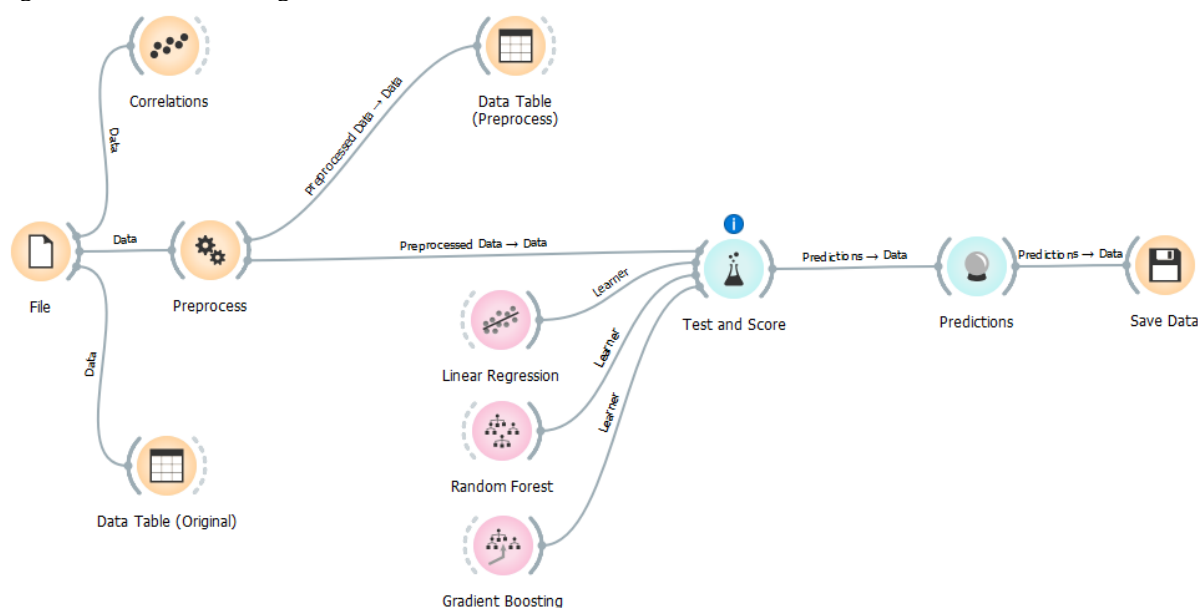 Correlations
Data Table
(Preprocess)
Data
Preprocessed Data → Data
File
Data
Preprocess
Preprocessed Data → Data
i
Test and Score
Predictions → Data
Predictions
Predictions → Data
Save Data
Learner
Linear Regression
Learner
Random Forest
Learner
Gradient Boosting
Data
Data Table (Original)